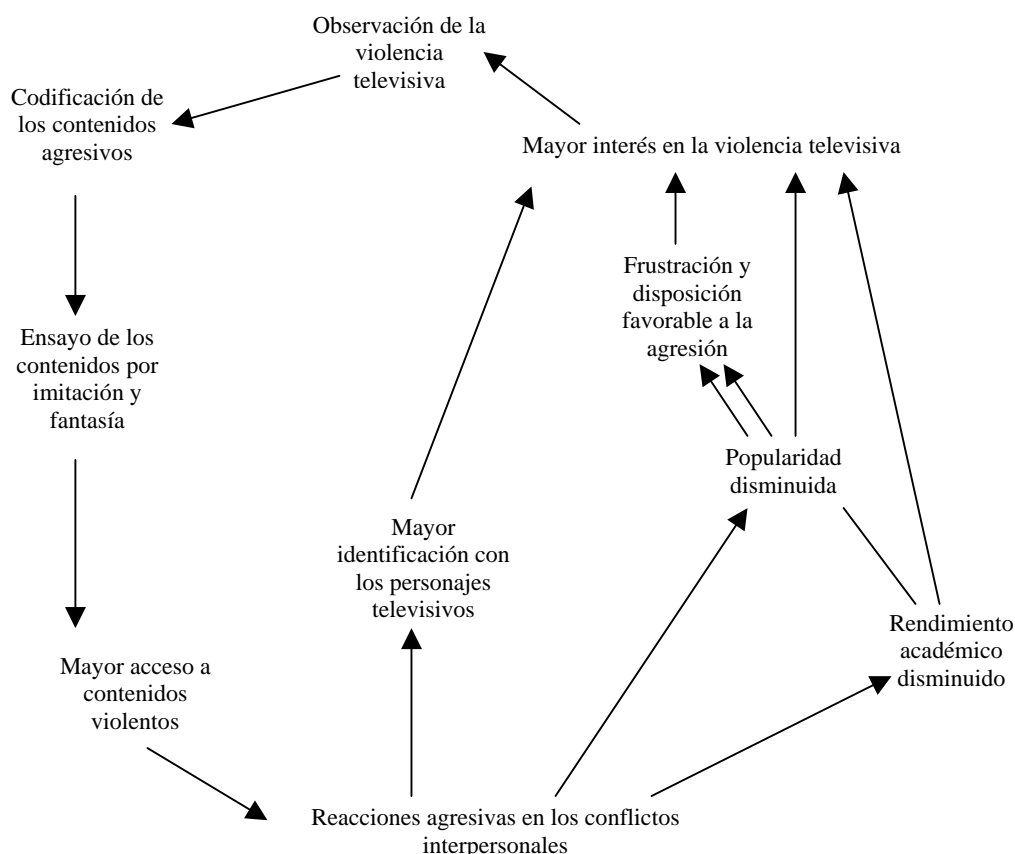 Observación de la
violencia
televisiva
Codificación de
los contenidos
agresivos
Mayor interés en la violencia televisiva
Frustración y
disposición
favorable a la
agresión
Ensayo de los
contenidos por
imitación y
fantasía
Popularidad
disminuida
Mayor
identificación con
los personajes
televisivos
Rendimiento
académico
disminuido
Mayor acceso a
contenidos
violentos
Reacciones agresivas en los conflictos
interpersonales